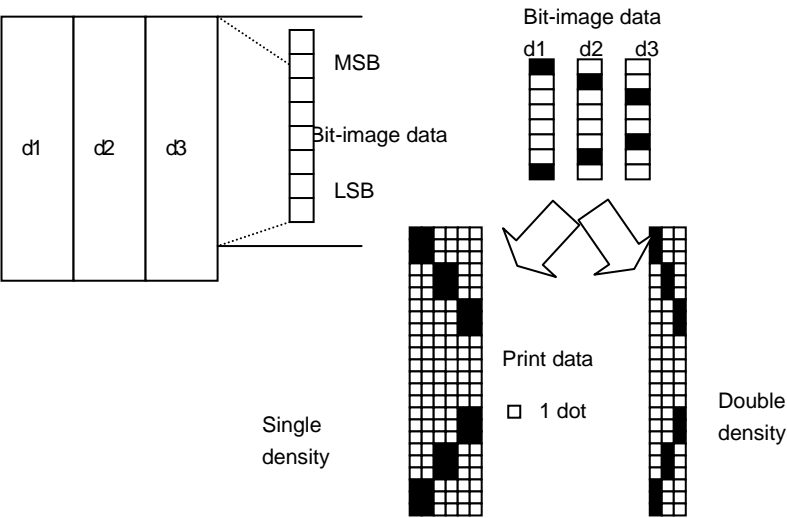 MSB
d1 d2 d3
Bit-image data
LSB
Bit-image data
d1 d2 d3
Print data
1 dot
Single
density
Double
density